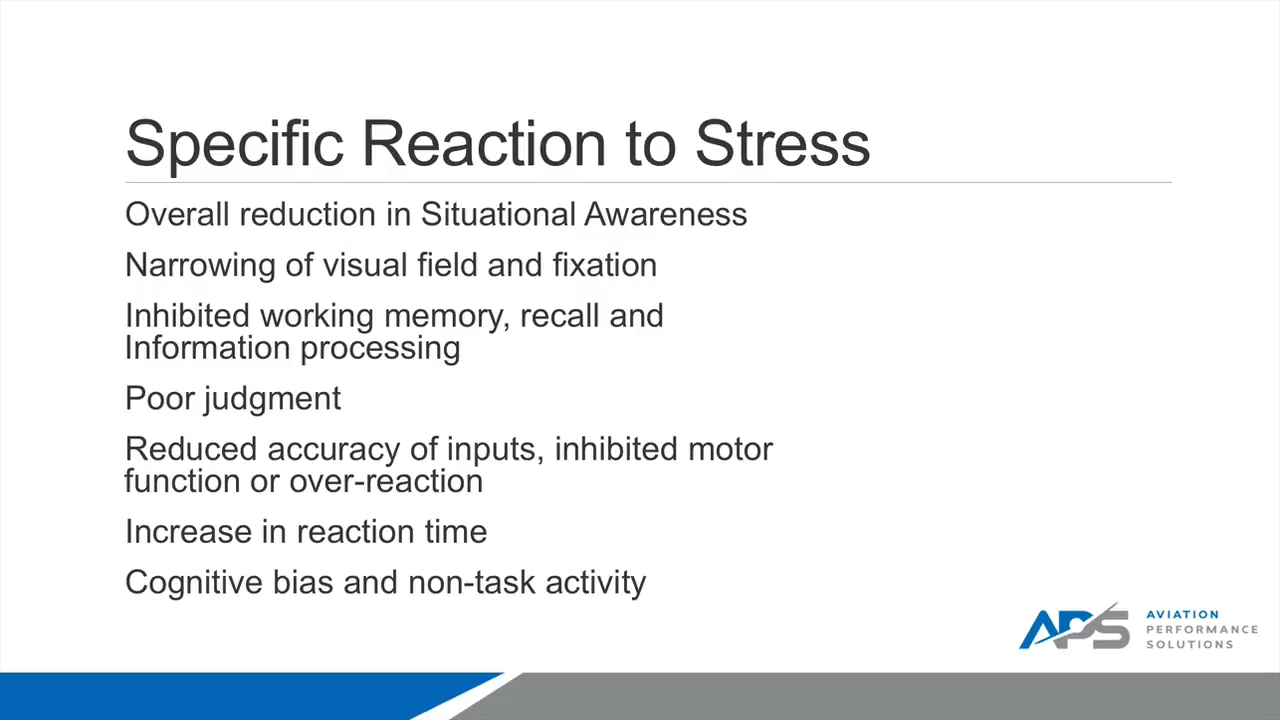 Specific Reaction to Stress
Overall reduction in Situational Awareness
Narrowing of visual field and fixation
Inhibited working memory, recall and
Information processing
Poor judgment
Reduced accuracy of inputs, inhibited motor
function or over-reaction
Increase in reaction time
Cognitive bias and non-task activity
APS
AVIATION
PERFORMANCE
SOLUTIONS